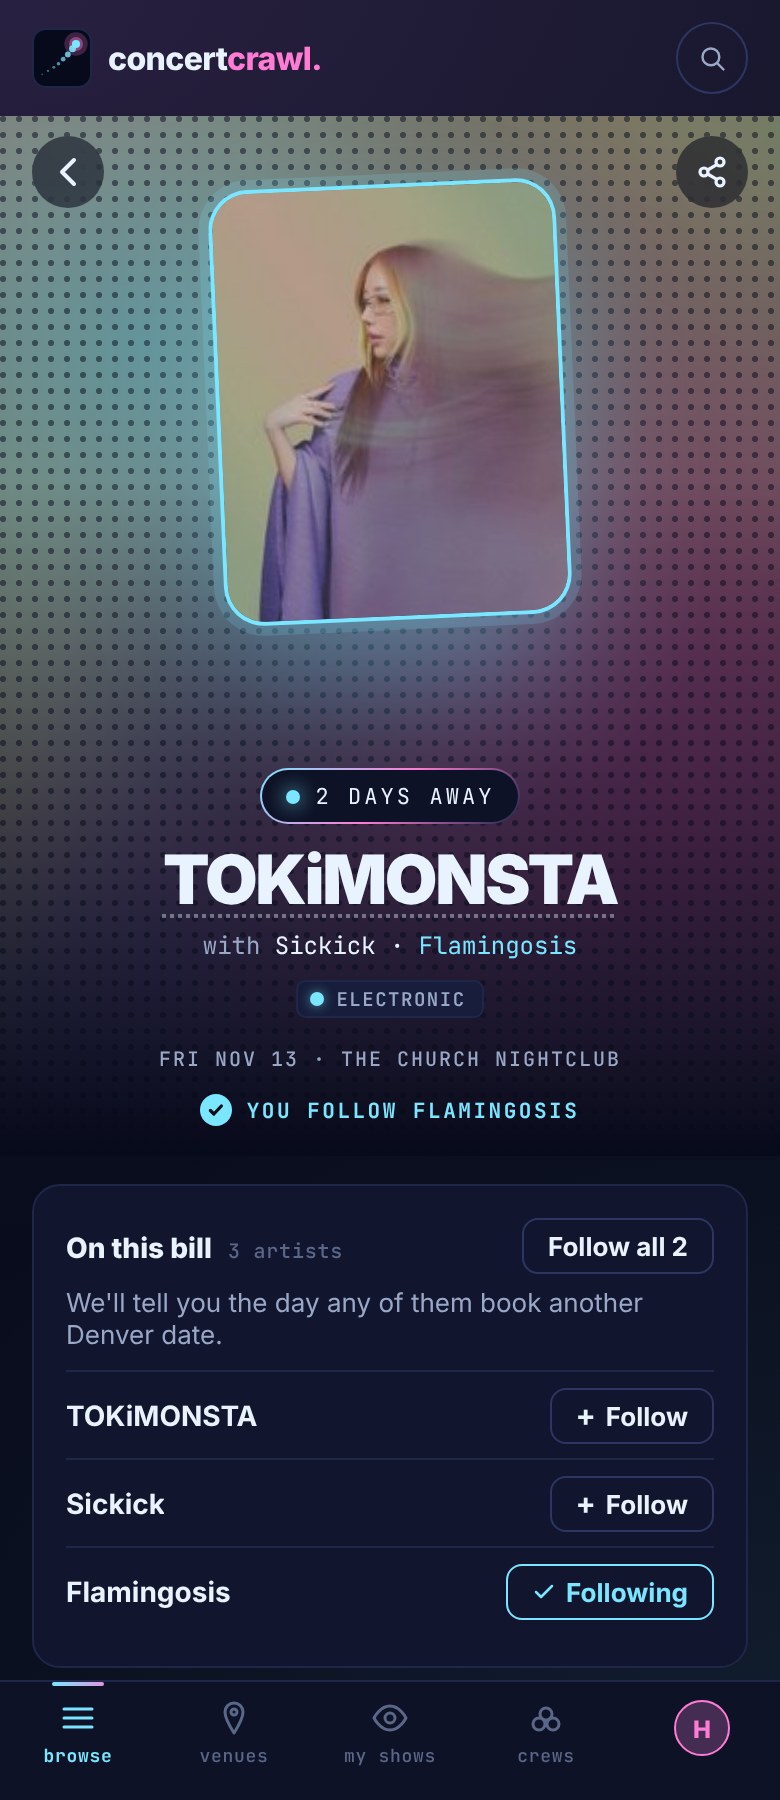 concertcrawl.
2 DAYS AWAY
TOKiMONSTA
with Sickick · Flamingosis
ELECTRONIC
FRI NOV 13 · THE CHURCH NIGHTCLUB
YOU FOLLOW FLAMINGOSIS
On this bill 3 artists Follow all 2
We'll tell you the day any of them book another
Denver date.
TOKiMONSTA + Follow
Sickick + Follow
Flamingosis ✓ Following
browse venues my shows crews H